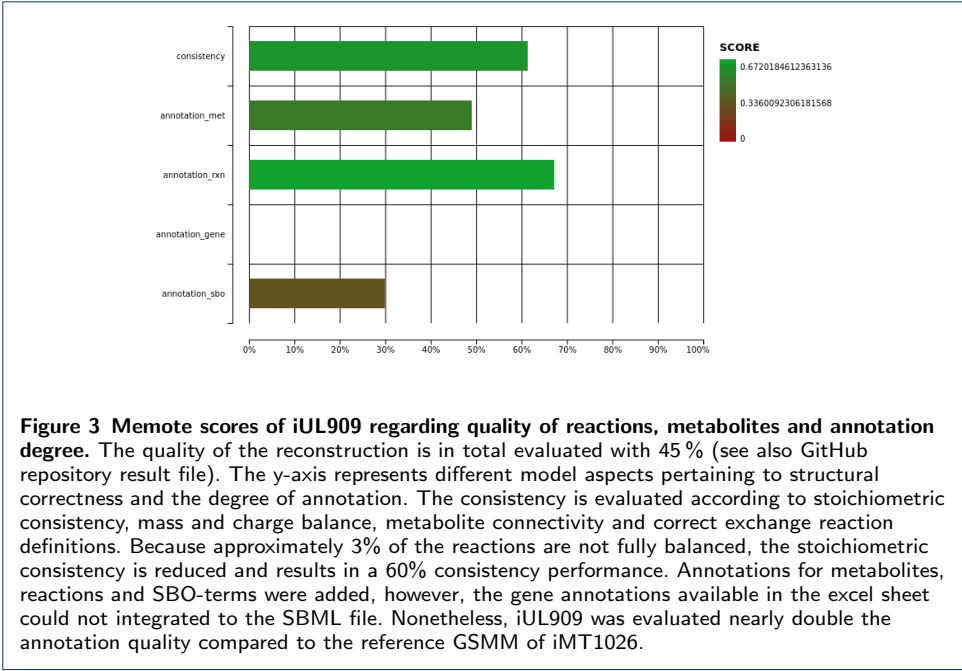 consistency
annotation_met
annotation_rxn
annotation_gene
annotation_sbo
0% 10% 20% 30% 40% 50% 60% 70% 80% 90% 100%
SCORE
0.6720184612363136
0.3360092306181568
0
Figure 3 Memote scores of iUL909 regarding quality of reactions, metabolites and annotation
degree. The quality of the reconstruction is in total evaluated with 45 % (see also GitHub
repository result file). The y-axis represents different model aspects pertaining to structural
correctness and the degree of annotation. The consistency is evaluated according to stoichiometric
consistency, mass and charge balance, metabolite connectivity and correct exchange reaction
definitions. Because approximately 3% of the reactions are not fully balanced, the stoichiometric
consistency is reduced and results in a 60% consistency performance. Annotations for metabolites,
reactions and SBO-terms were added, however, the gene annotations available in the excel sheet
could not integrated to the SBML file. Nonetheless, iUL909 was evaluated nearly double the
annotation quality compared to the reference GSMM of iMT1026.